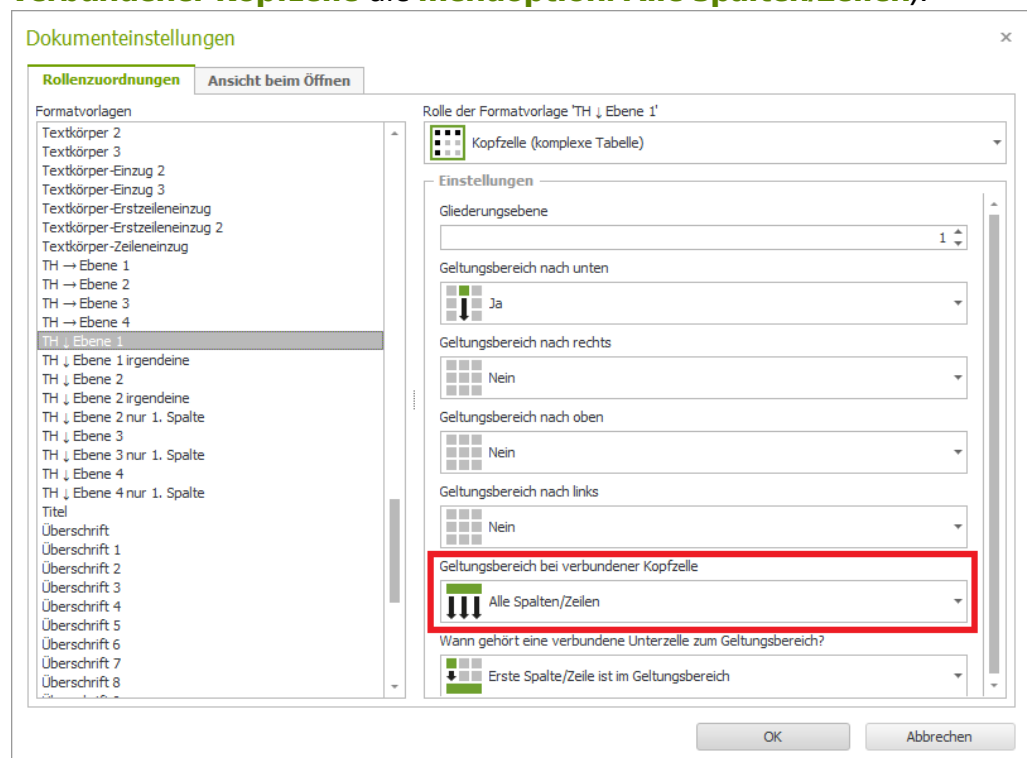 verbundener Kopfzelle die Menüoption: Alle Spalten/Zeilen).
Dokumenteinstellungen
Rollenzuordnungen
Ansicht beim Öffnen
Formatvorlagen
Textkörper 2
Textkörper 3
Textkörper-Einzug 2
Textkörper-Einzug 3
Textkörper-Erstzeileneinzug
Textkörper-Erstzeileneinzug 2
Textkörper-Zeileneinzug
TH → Ebene 1
TH → Ebene 2
TH → Ebene 3
TH → Ebene 4
TH ↓ Ebene 1
TH ↓ Ebene 1 irgendeine
TH ↓ Ebene 2
TH ↓ Ebene 2 irgendeine
TH ↓ Ebene 2 nur 1. Spalte
TH ↓ Ebene 3
TH ↓ Ebene 3 nur 1. Spalte
TH ↓ Ebene 4
TH ↓ Ebene 4 nur 1. Spalte
Titel
Überschrift
Überschrift 1
Überschrift 2
Überschrift 3
Überschrift 4
Überschrift 5
Überschrift 6
Überschrift 7
Überschrift 8
Rolle der Formatvorlage 'TH ↓ Ebene 1'
Kopfzelle (komplexe Tabelle)
Einstellungen
Gliederungsebene
1
Geltungsbereich nach unten
Ja
Geltungsbereich nach rechts
Nein
Geltungsbereich nach oben
Nein
Geltungsbereich nach links
Nein
Geltungsbereich bei verbundener Kopfzelle
Alle Spalten/Zeilen
Wann gehört eine verbundene Unterzelle zum Geltungsbereich?
Erste Spalte/Zeile ist im Geltungsbereich
OK
Abbrechen